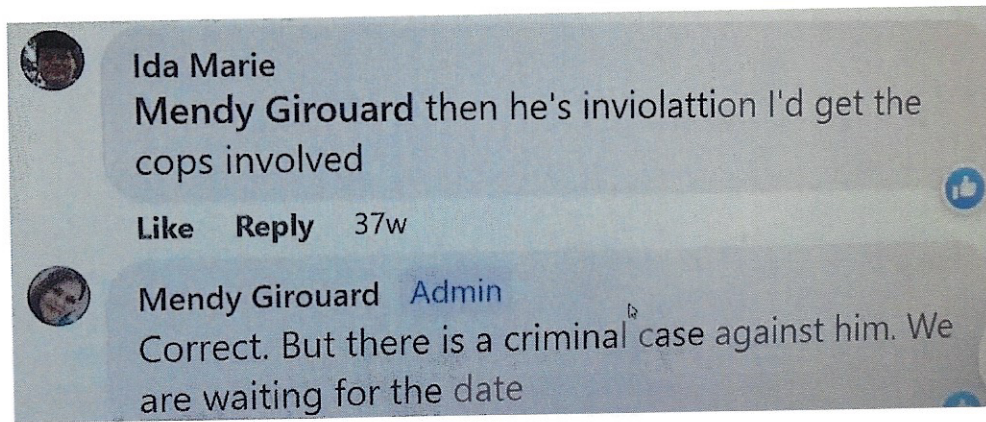 Ida Marie
Mendy Girouard then he's inviolattion I'd get the
cops involved
Like Reply 37w
Mendy Girouard Admin
Correct. But there is a criminal case against him. We
are waiting for the date